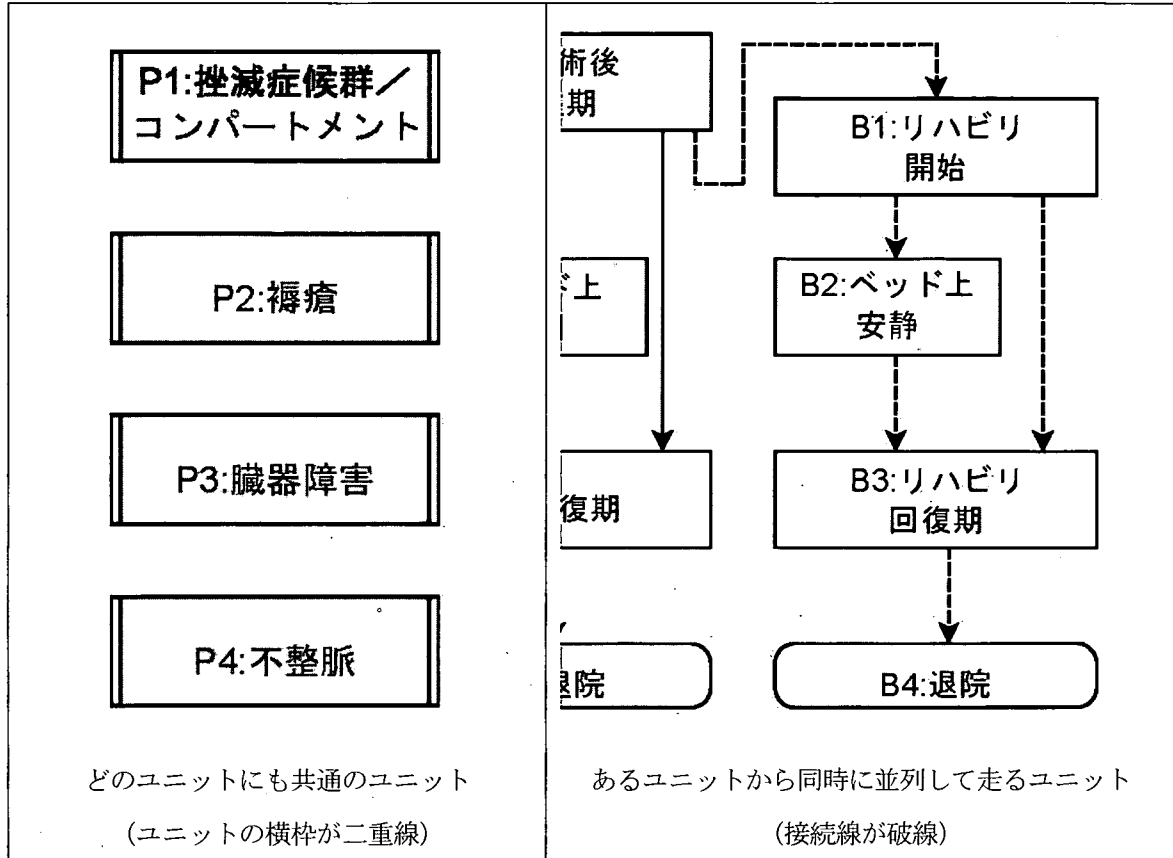 P1:挫滅症候群／
コンパートメント
P2:褥瘡
P3:臓器障害
P4:不整脈
どのユニットにも共通のユニット
(ユニットの横枠が二重線)
術後
期
ド上
復期
退院
B1:リハビリ
開始
B2:ベッド上
安静
B3:リハビリ
回復期
B4:退院
あるユニットから同時に並列して走るユニット
(接続線が破線)